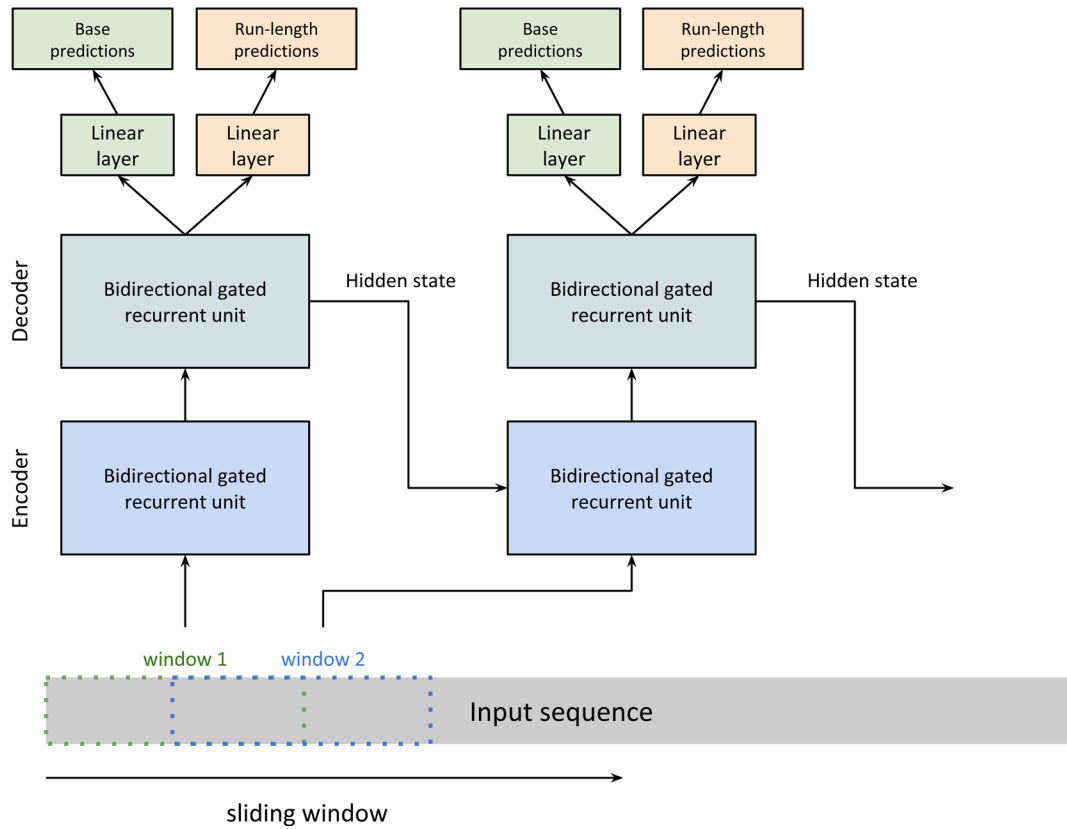 Base
predictions
Run-length
predictions
Base
predictions
Run-length
predictions
Linear
layer
Linear
layer
Linear
layer
Linear
layer
Decoder
Bidirectional gated
recurrent unit
Hidden state
Bidirectional gated
recurrent unit
Hidden state
Encoder
Bidirectional gated
recurrent unit
Bidirectional gated
recurrent unit
window 1
window 2
Input sequence
sliding window